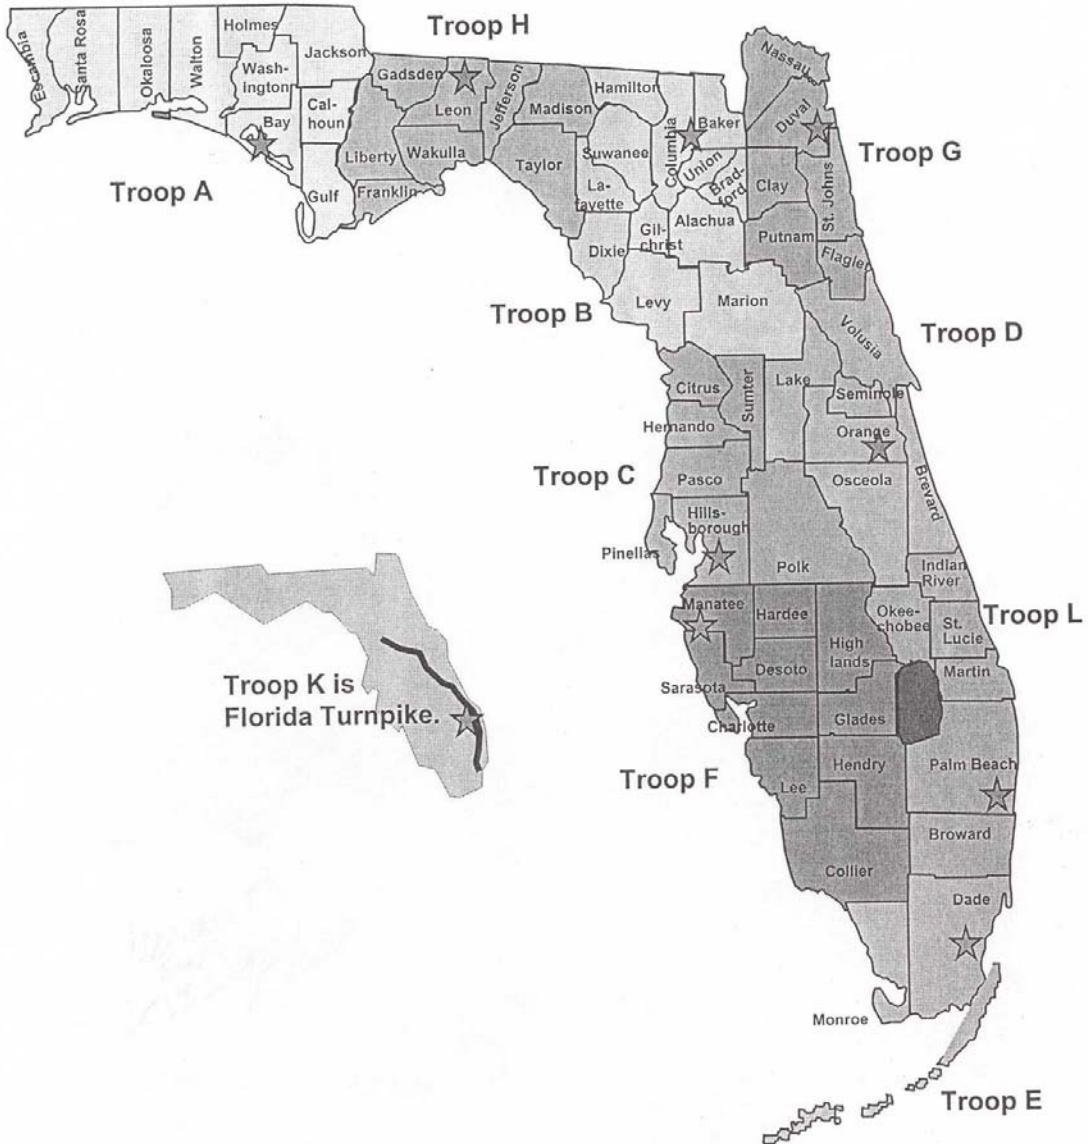 Troop H
Holmes
Escambia
Santa Rosa
Okaloosa
Walton
Wash-
ington
Jackson
Bay
Cal-
houn
Gulf
Gadsden
Leon
Jefferson
Madison
Liberty
Wakulla
Franklin
Taylor
Hamilton
Suwanee
La-
fayette
Columbia
Baker
Union
Brad-
ford
Nassau
Duval
Clay
St. Johns
Putnam
Flagler
Alachua
Gil-
christ
Dixie
Levy
Marion
Troop A
Troop G
Troop B
Troop D
Volusia
Citrus
Sumter
Lake
Seminole
Hernando
Orange
Troop C
Pasco
Osceola
Brevard
Hills-
borough
Pinellas
Polk
Indian
River
Manatee
Hardee
Okee-
chobee
St.
Lucie
Troop L
High
lands
Desoto
Martin
Sarasota
Troop K is
Florida Turnpike.
Charlotte
Glades
Troop F
Hendry
Palm Beach
Lee
Broward
Collier
Dade
Monroe
Troop E